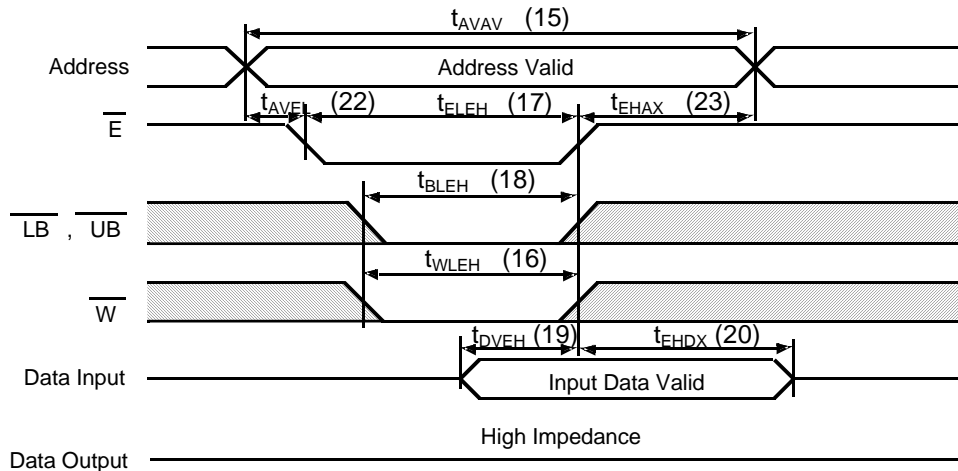 tAVAV (15)
Address
Address Valid
tAVEL (22) tELEH (17) tEHAX (23)
E
tBLEH (18)
LB , UB
tWLEH (16)
W
tDVEH (19) tEHDX (20)
Data Input
Input Data Valid
High Impedance
Data Output